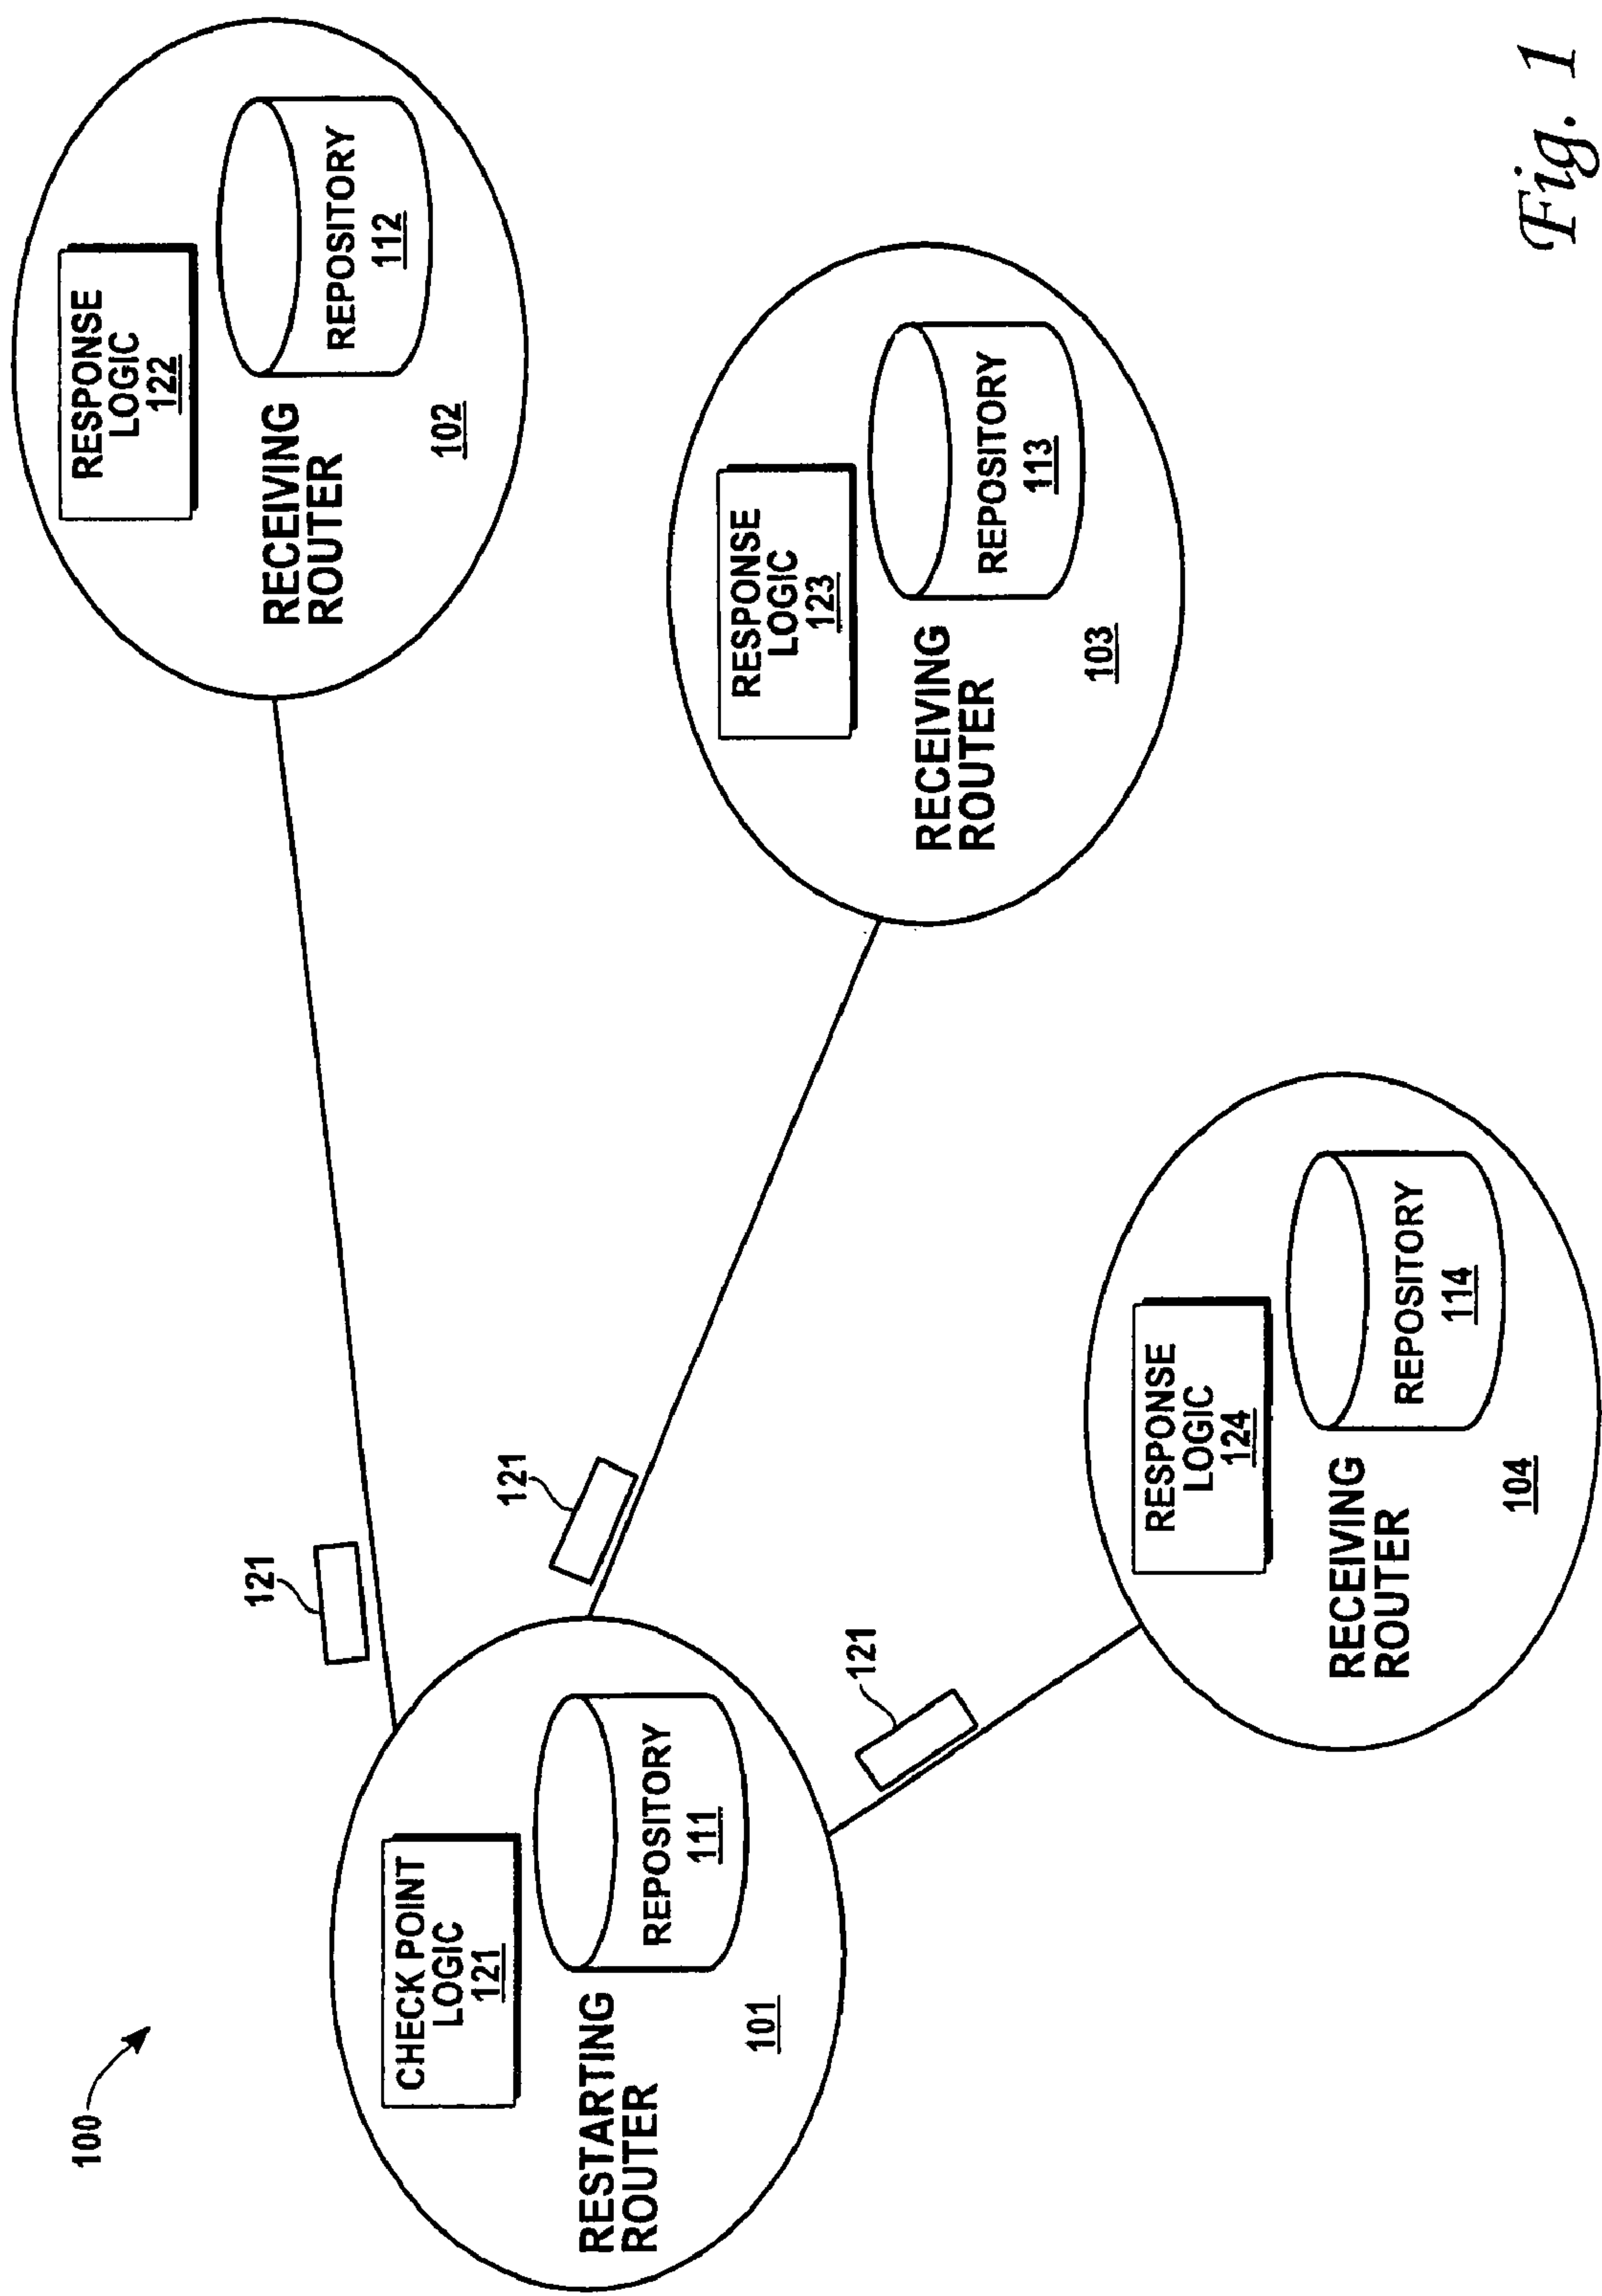 100
CHECK POINT
LOGIC
121
REPOSITORY
111
RESTARTING
ROUTER
101
121
121
121
RESPONSE
LOGIC
122
REPOSITORY
112
RECEIVING
ROUTER
102
RESPONSE
LOGIC
123
REPOSITORY
113
RECEIVING
ROUTER
103
RESPONSE
LOGIC
124
REPOSITORY
114
RECEIVING
ROUTER
104
Fig. 1